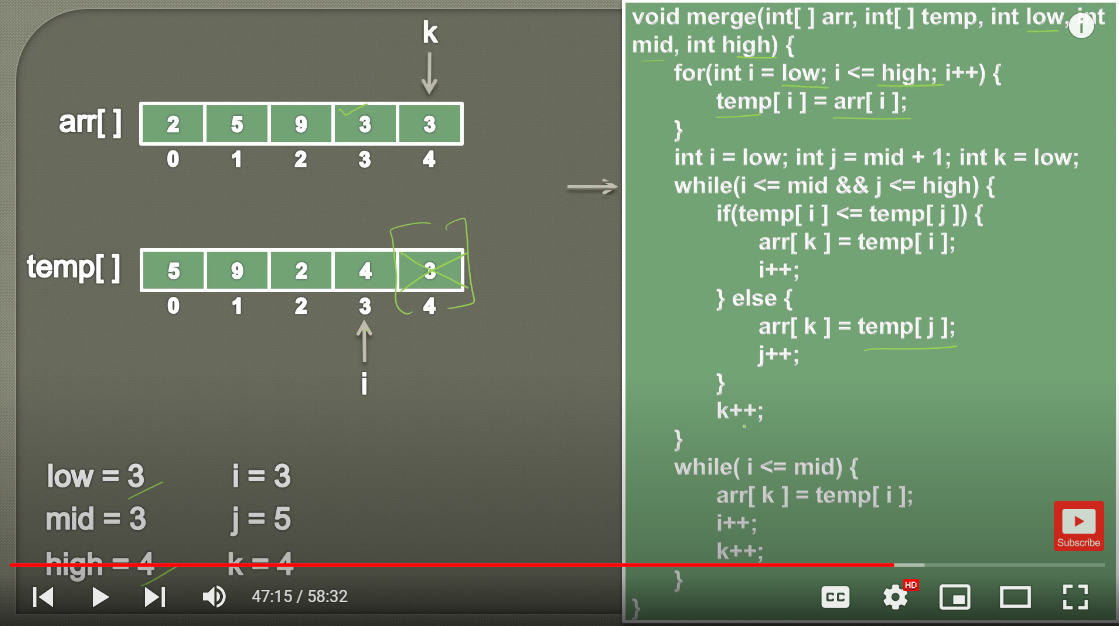 k
arr[ ]
2 5 9 3 3
0 1 2 3 4
temp[ ]
5 9 2 4 3
0 1 2 3 4
i
low = 3 i = 3
mid = 3 j = 5
high = 4 k = 4
void merge(int[ ] arr, int[ ] temp, int low, int
mid, int high) {
for(int i = low; i <= high; i++) {
temp[ i ] = arr[ i ];
}
int i = low; int j = mid + 1; int k = low;
while(i <= mid && j <= high) {
if(temp[ i ] <= temp[ j ]) {
arr[ k ] = temp[ i ];
i++;
} else {
arr[ k ] = temp[ j ];
j++;
}
k++;
}
while( i <= mid) {
arr[ k ] = temp[ i ];
i++;
k++;
}
}
i
Subscribe
47:15 / 58:32
CC
HD